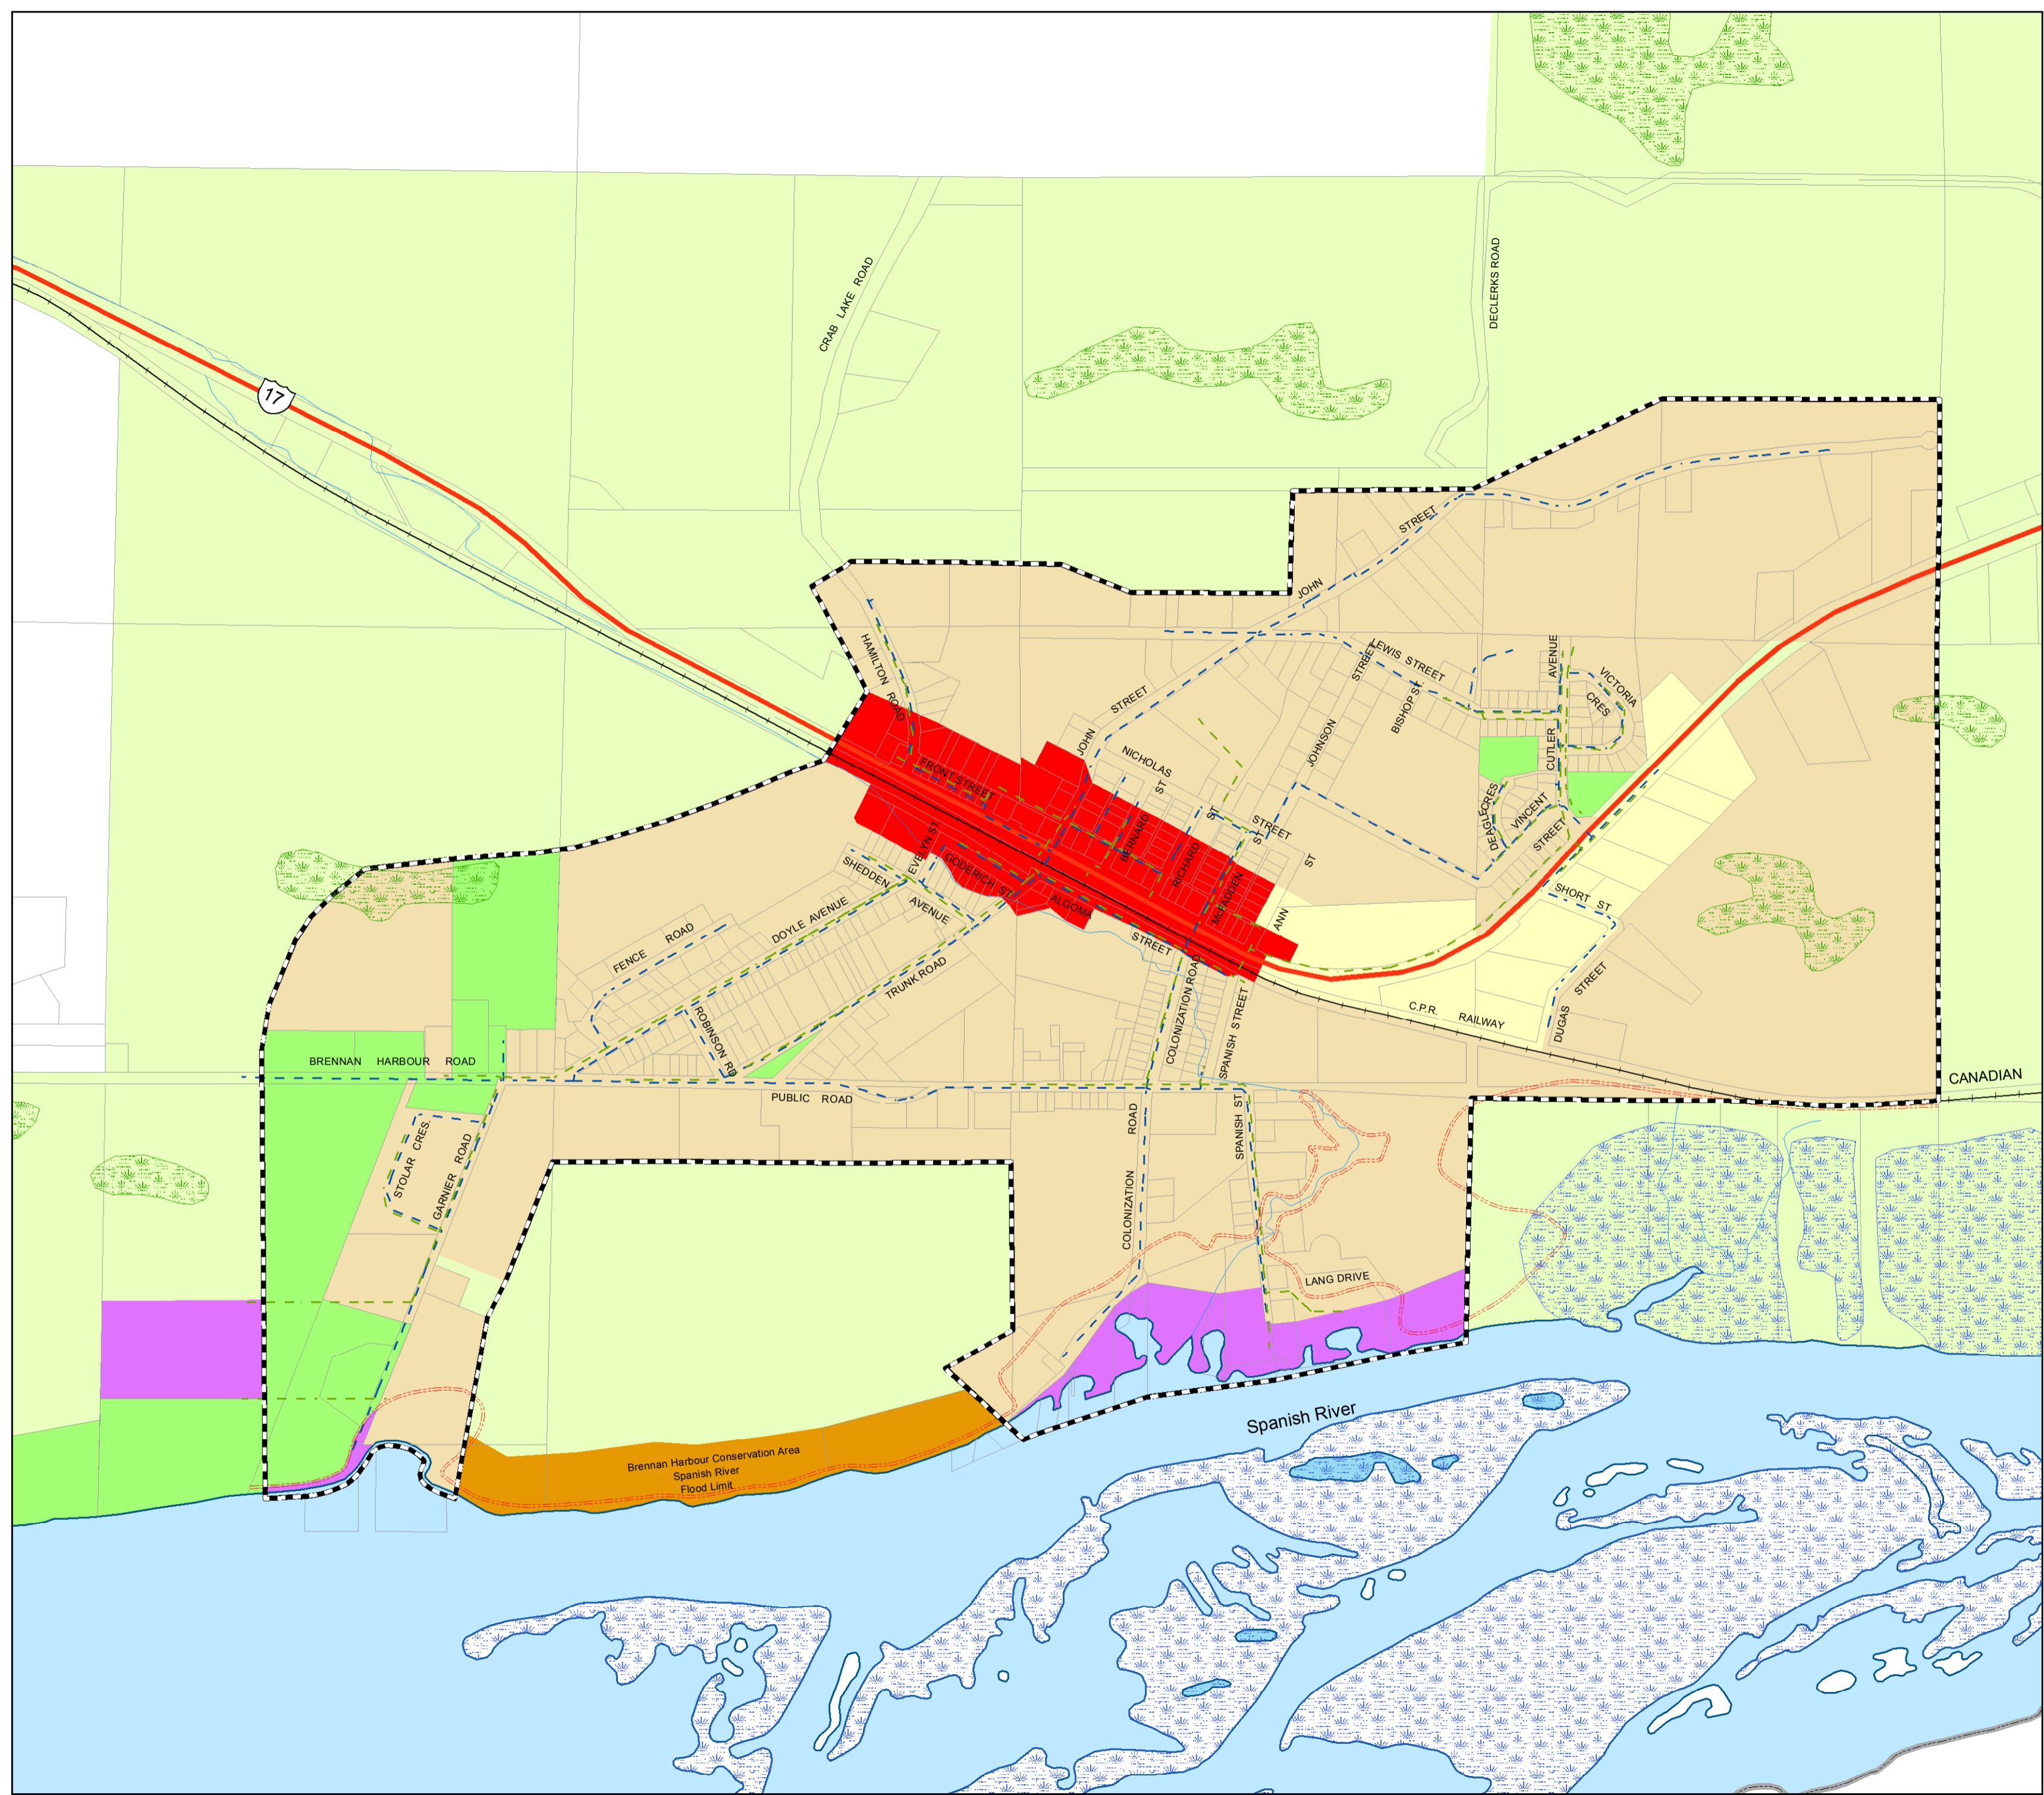 DECLERKS ROAD
CRAB LAKE ROAD
17
STREET
JOHN
HAMILTON ROAD
LEWIS STREET
STREET
AVENUE
VICTORIA
CRES
BISHOP ST.
STREET
JOHN
JOHNSON
NICHOLAS
ST
CUTLER
FRONT STREET
DEAGLE CRES
VINCENT
STREET
ST
STREET
ST
ST
BERNARD
EVELYN ST.
SHEDDEN
AVENUE
GODERICH ST
RICHARD
McFADDEN
SHORT ST
ALGOMA
STREET
ANN
DOYLE AVENUE
FENCE ROAD
TRUNK ROAD
COLONIZATION ROAD
SPANISH STREET
C.P.R. RAILWAY
DUGAS
STREET
ROBINSON RD
BRENNAN HARBOUR ROAD
CANADIAN
PUBLIC ROAD
ROAD
COLONIZATION
SPANISH ST
STOLAR CRES.
GARNIER ROAD
LANG DRIVE
Spanish River
Brennan Harbour Conservation Area
Spanish River
Flood Limit